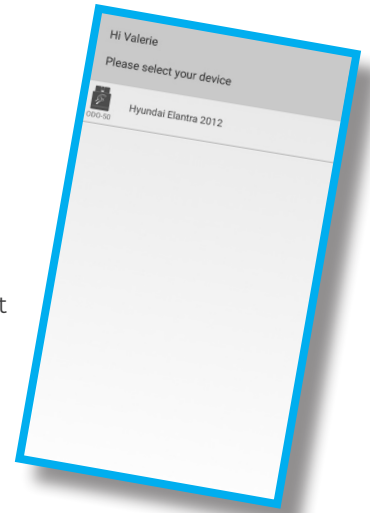 Hi Valerie
Please select your device
ODO-50
Hyundai Elantra 2012
t